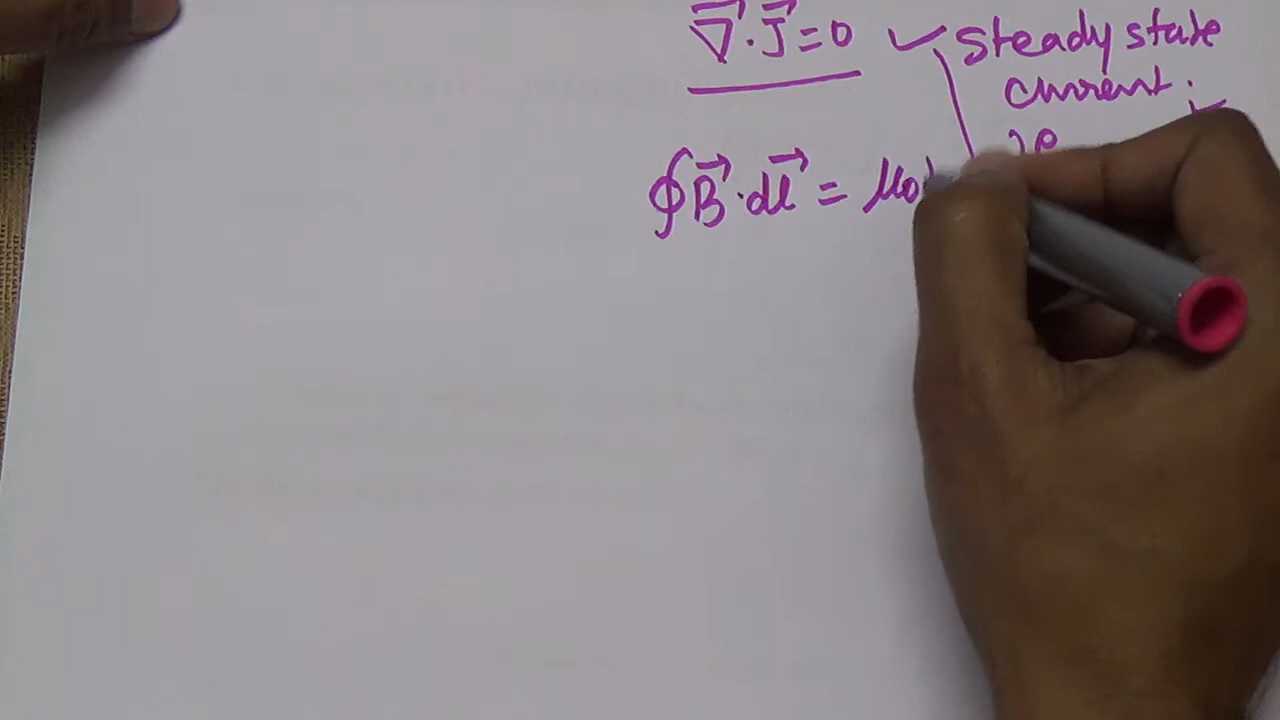 ∇⃗·J⃗=0 ✓ steady state
current.
∮B⃗·dl⃗ = μ₀